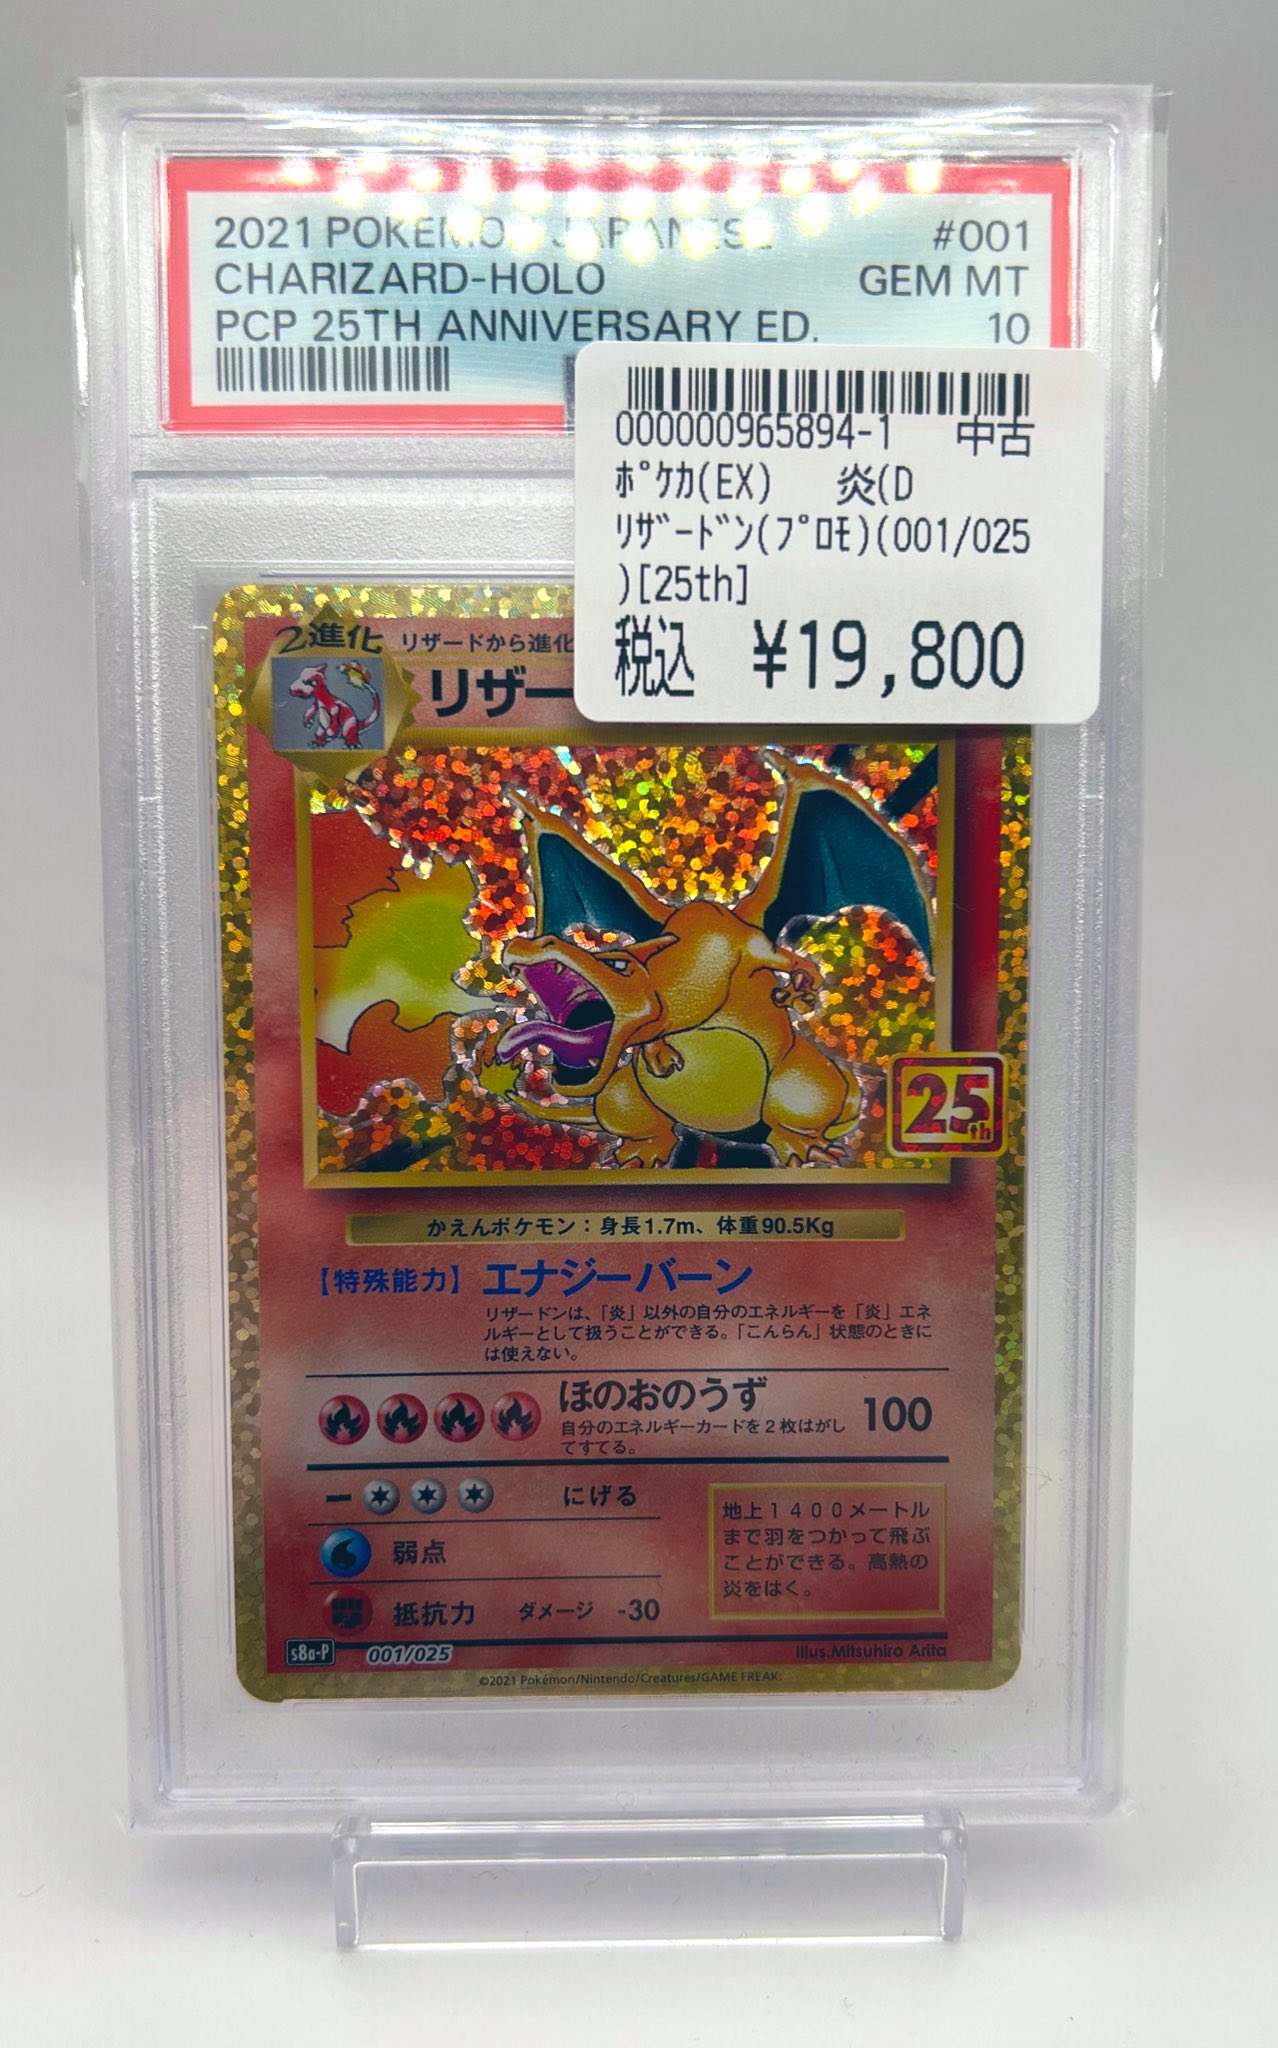 2021 POKEMON JAPANESE #001
CHARIZARD-HOLO GEM MT
PCP 25TH ANNIVERSARY ED. 10
000000965894-1 中古
ﾎﾟｹｶ(EX) 炎(D
ﾘｻﾞｰﾄﾞﾝ(ﾌﾟﾛﾓ)(001/025
)[25th]
税込 ¥19,800
2進化 リザードから進化
リザー
25th
かえんポケモン：身長1.7m、体重90.5Kg
【特殊能力】 エナジーバーン
リザードンは、「炎」以外の自分のエネルギーを「炎」エネ
ルギーとして扱うことができる。「こんらん」状態のときに
は使えない。
ほのおのうず 100
自分のエネルギーカードを２枚はがし
てすてる。
にげる
弱点
抵抗力 ダメージ -30
地上１４００メートル
まで羽をつかって飛ぶ
ことができる。高熱の
炎をはく。
s8a-P 001/025 Illus.Mitsuhiro Arita
©2021 Pokémon/Nintendo/Creatures/GAME FREAK.